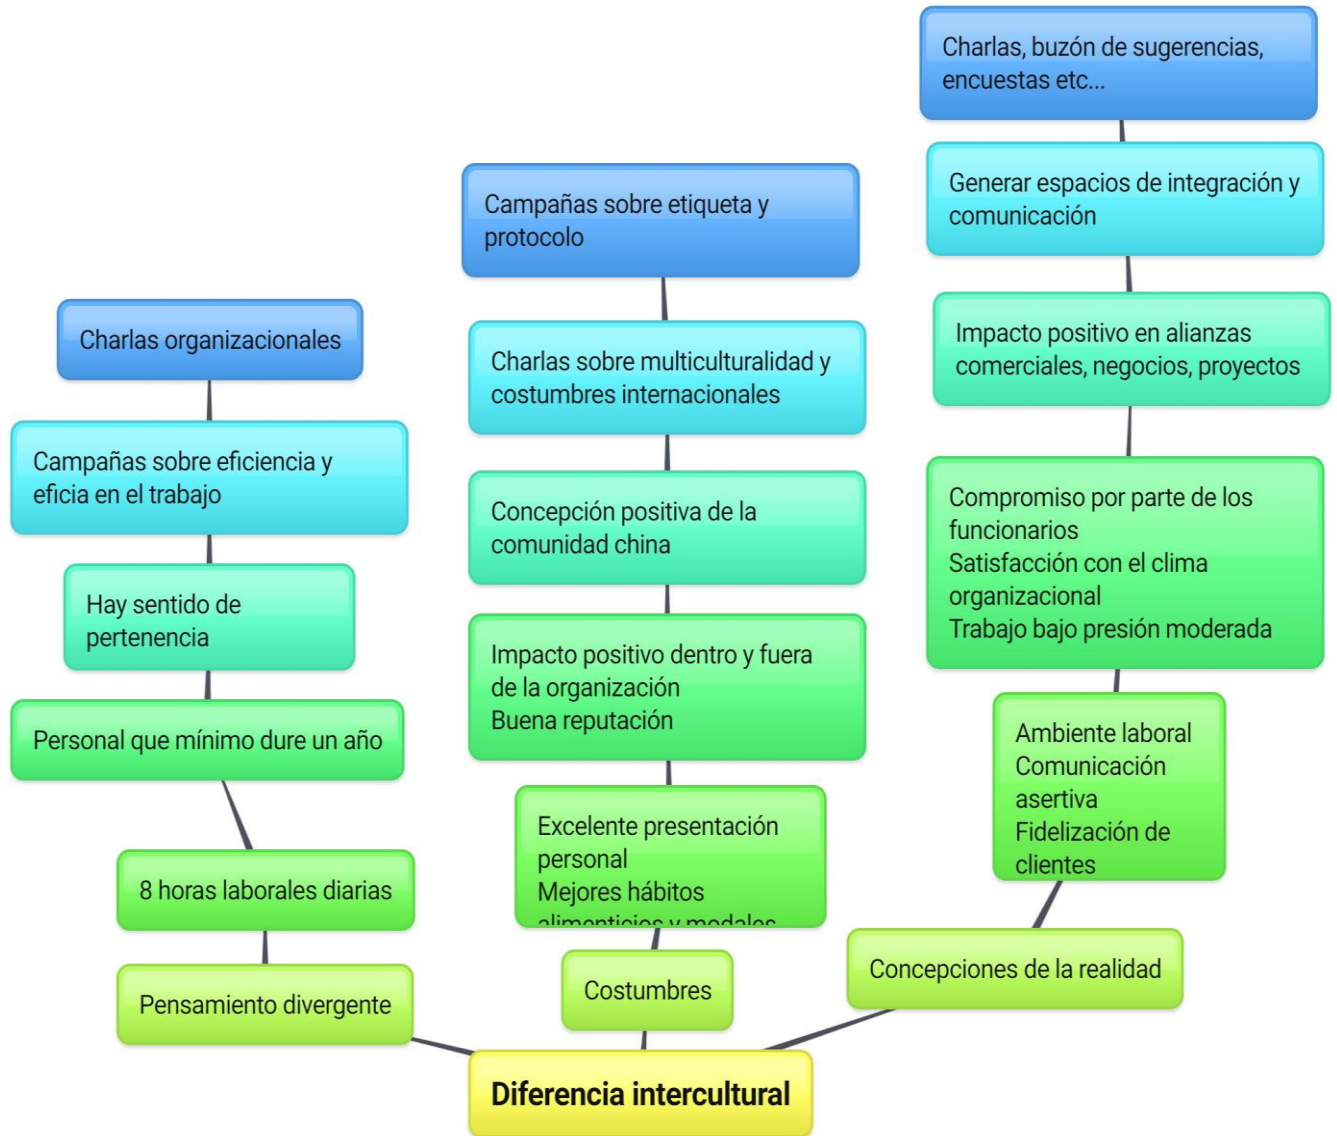 Charlas, buzón de sugerencias,
encuestas etc...
Generar espacios de integración y
comunicación
Impacto positivo en alianzas
comerciales, negocios, proyectos
Compromiso por parte de los
funcionarios
Satisfacción con el clima
organizacional
Trabajo bajo presión moderada
Ambiente laboral
Comunicación
asertiva
Fidelización de
clientes
Concepciones de la realidad
Campañas sobre etiqueta y
protocolo
Charlas sobre multiculturalidad y
costumbres internacionales
Concepción positiva de la
comunidad china
Impacto positivo dentro y fuera
de la organización
Buena reputación
Excelente presentación
personal
Mejores hábitos
alimenticios y modales
Costumbres
Charlas organizacionales
Campañas sobre eficiencia y
eficia en el trabajo
Hay sentido de
pertenencia
Personal que mínimo dure un año
8 horas laborales diarias
Pensamiento divergente
Diferencia intercultural